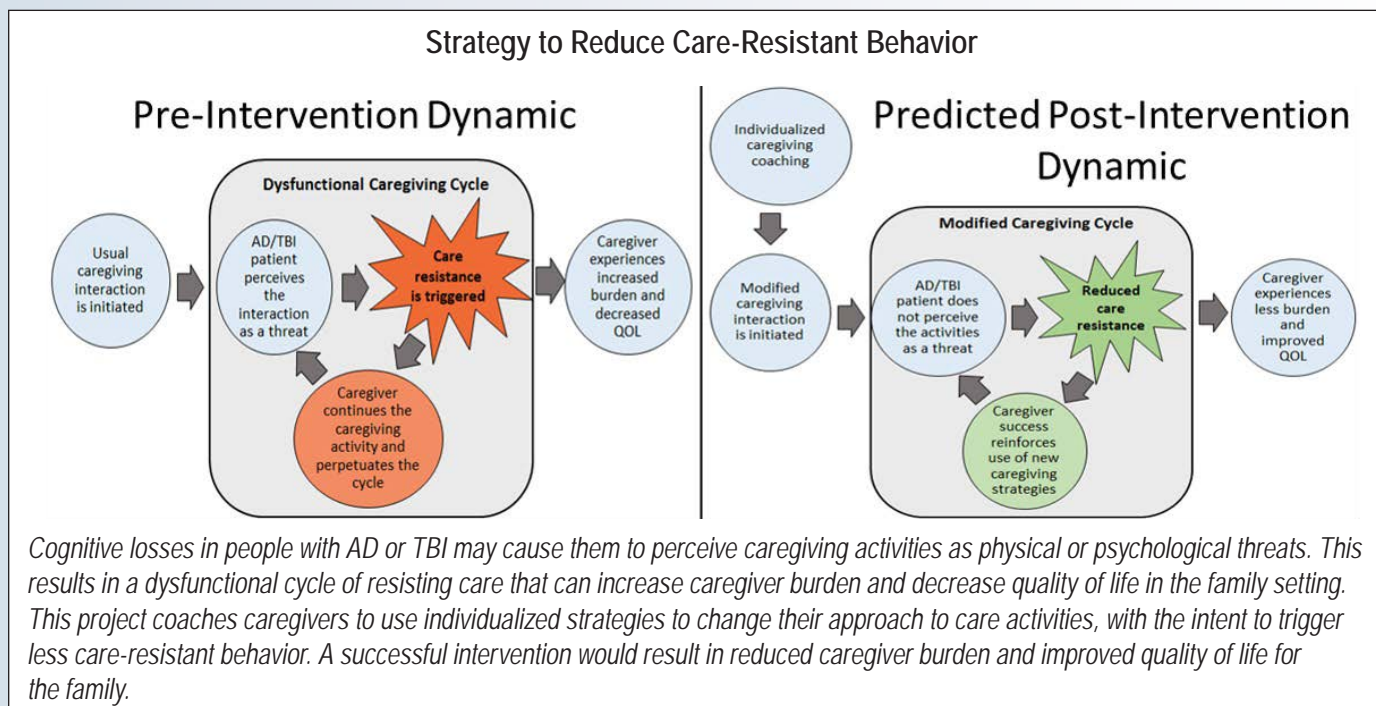 Strategy to Reduce Care-Resistant Behavior
Pre-Intervention Dynamic
Dysfunctional Caregiving Cycle
Usual
caregiving
interaction
is initiated
AD/TBI
patient
perceives
the
interaction
as a threat
Care
resistance
is triggered
Caregiver
continues the
caregiving
activity and
perpetuates the
cycle
Caregiver
experiences
increased
burden and
decreased
QOL
Predicted Post-Intervention
Dynamic
Individualized
caregiving
coaching
Modified
caregiving
interaction
is initiated
Modified Caregiving Cycle
AD/TBI
patient does
not perceive
the activities
as a threat
Reduced
care
resistance
Caregiver
success
reinforces
use of new
caregiving
strategies
Caregiver
experiences
less burden
and
improved
QOL
Cognitive losses in people with AD or TBI may cause them to perceive caregiving activities as physical or psychological threats. This
results in a dysfunctional cycle of resisting care that can increase caregiver burden and decrease quality of life in the family setting.
This project coaches caregivers to use individualized strategies to change their approach to care activities, with the intent to trigger
less care-resistant behavior. A successful intervention would result in reduced caregiver burden and improved quality of life for
the family.